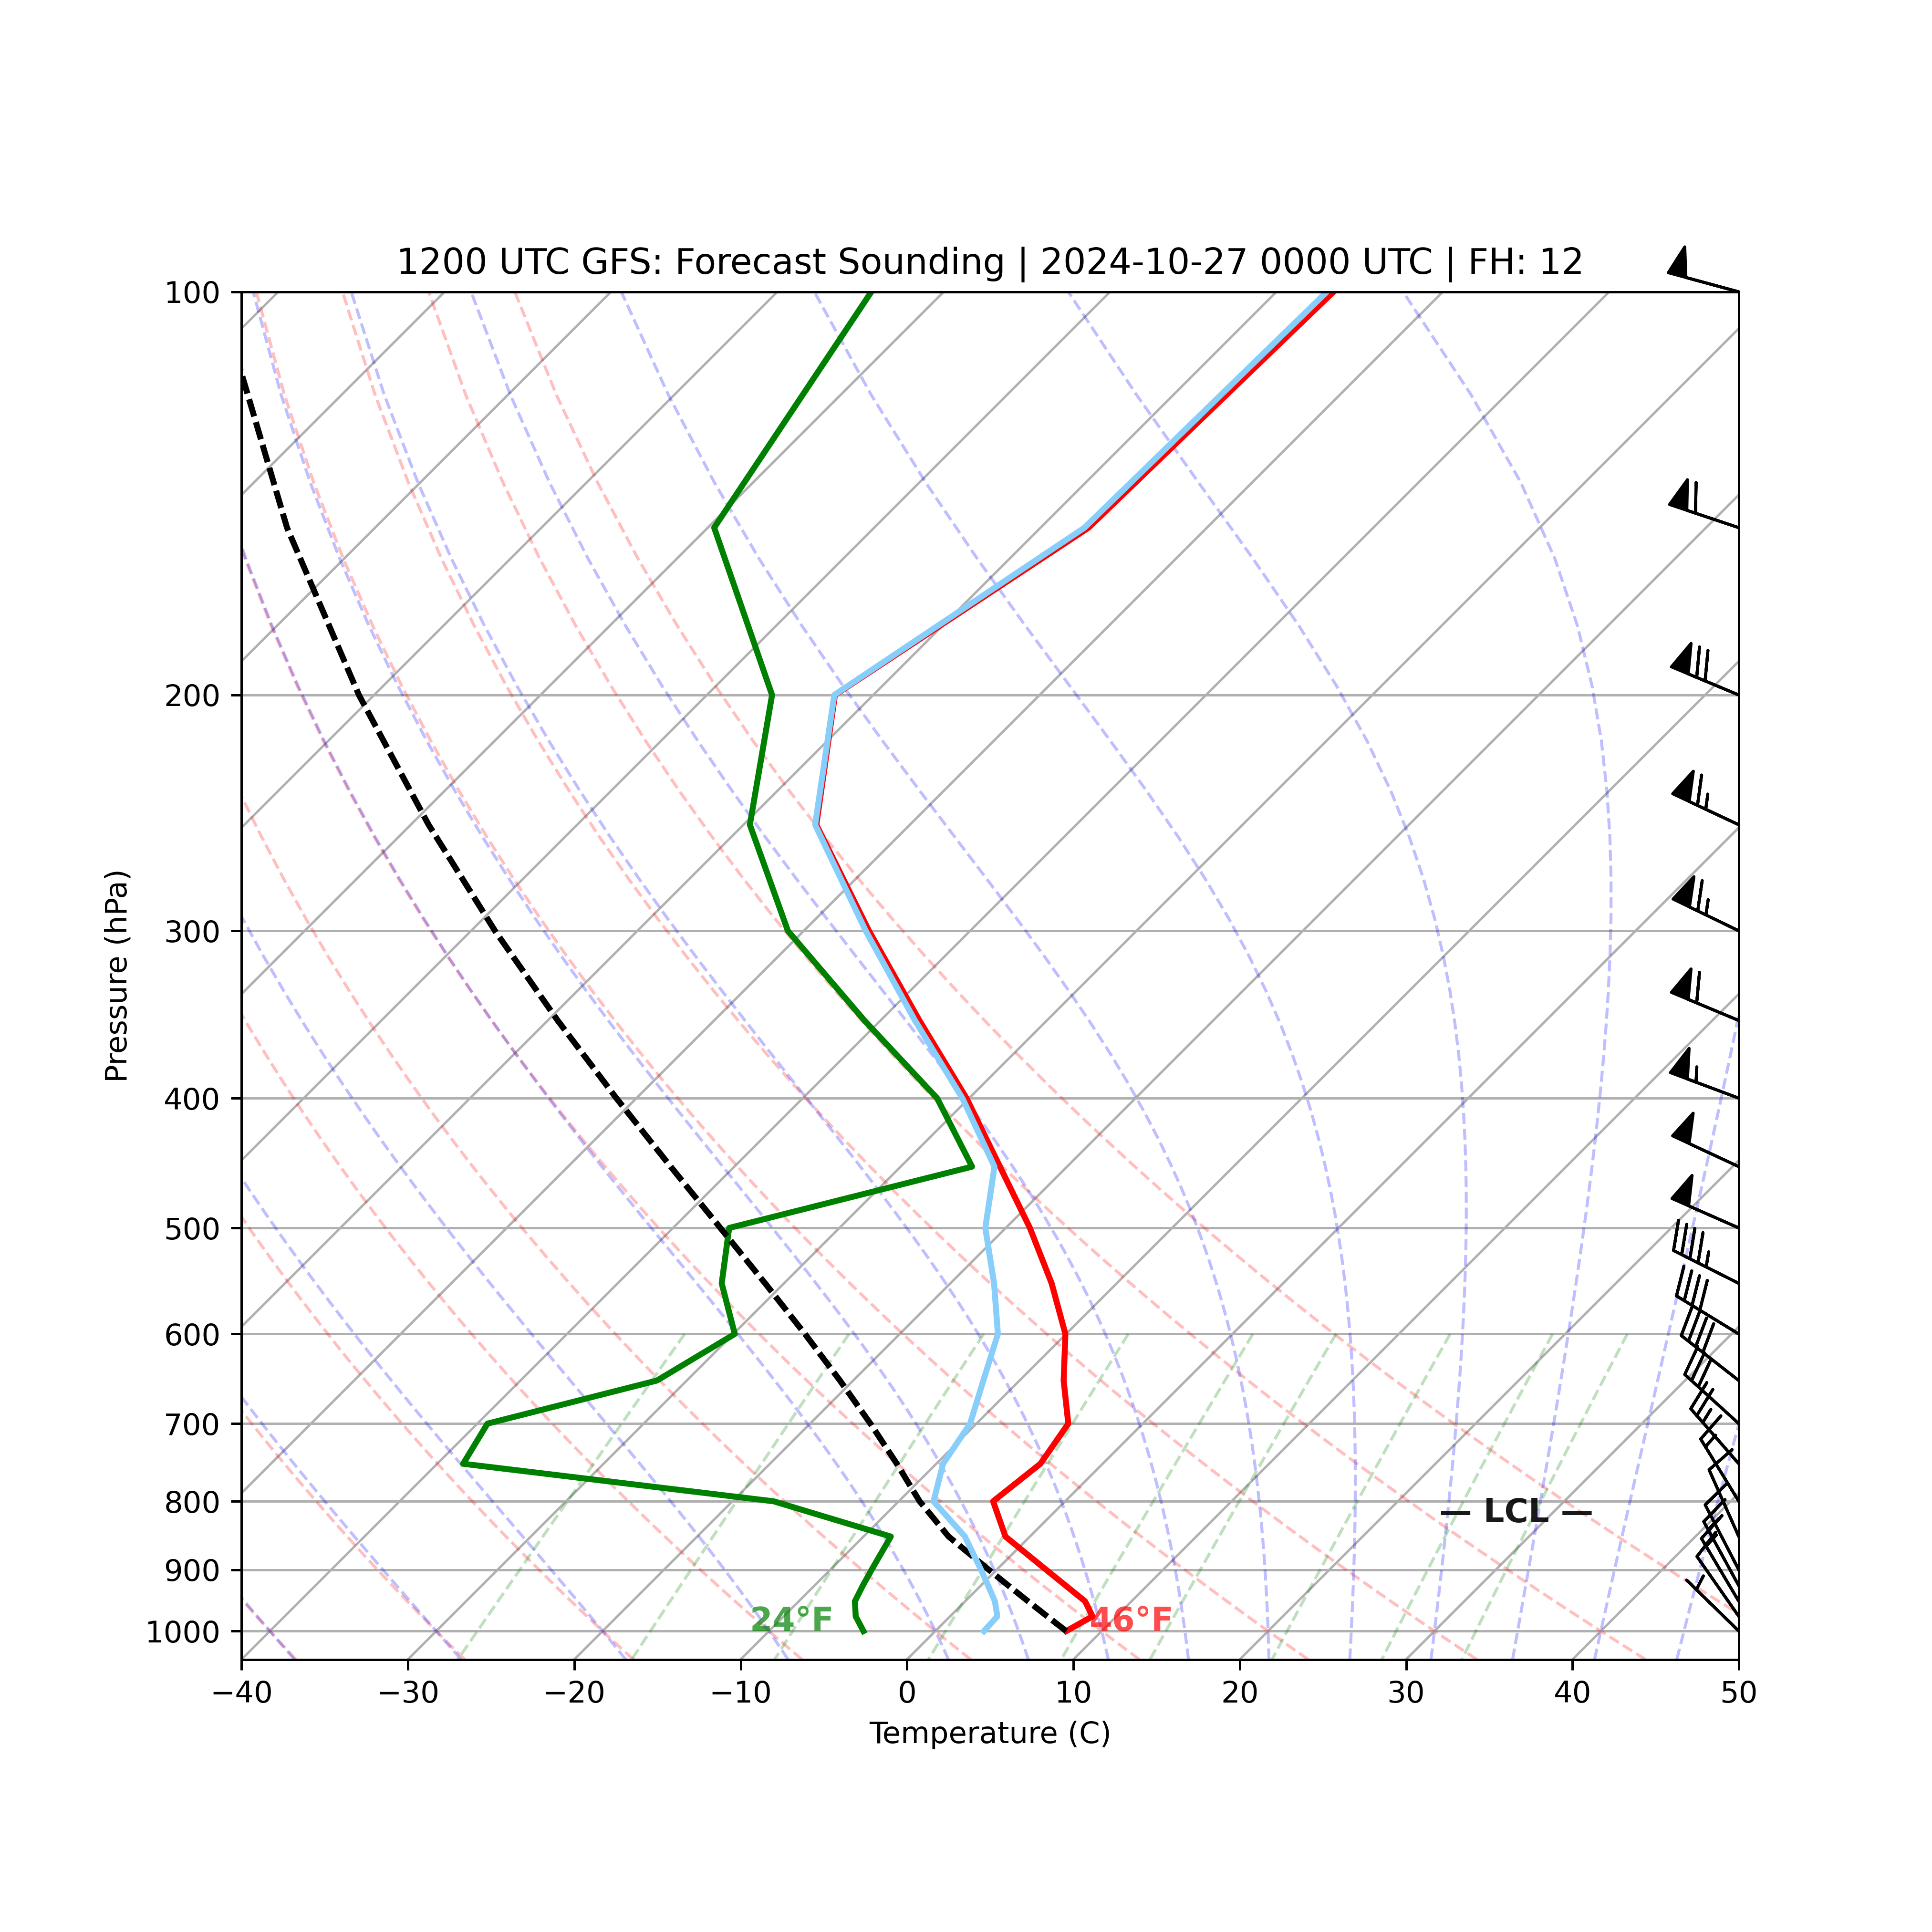 1200 UTC GFS: Forecast Sounding | 2024-10-27 0000 UTC | FH: 12
100
200
300
400
500
600
700
800
900
1000
Pressure (hPa)
— LCL —
24°F
46°F
−40 −30 −20 −10 0 10 20 30 40 50
Temperature (C)